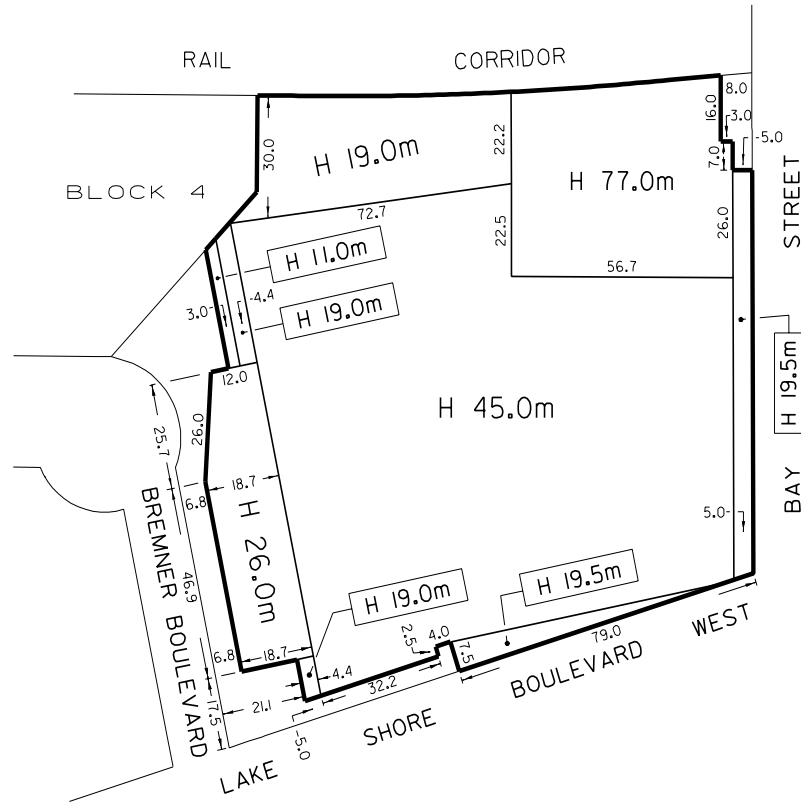 RAIL
CORRIDOR
8.0
16.0
3.0
-5.0
7.0
30.0
22.2
H 19.0m
H 77.0m
BLOCK 4
STREET
72.7
22.5
26.0
H 11.0m
56.7
4.4
3.0
H 19.0m
H 19.5m
12.0
H 45.0m
26.0
25.7
BAY
18.7
6.8
5.0
H 26.0m
BREMNER BOULEVARD
46.9
H 19.5m
H 19.0m
2.5
4.0
7.5
79.0
WEST
18.7
6.8
4.4
32.2
BOULEVARD
17.5
21.1
-5.0
SHORE
LAKE